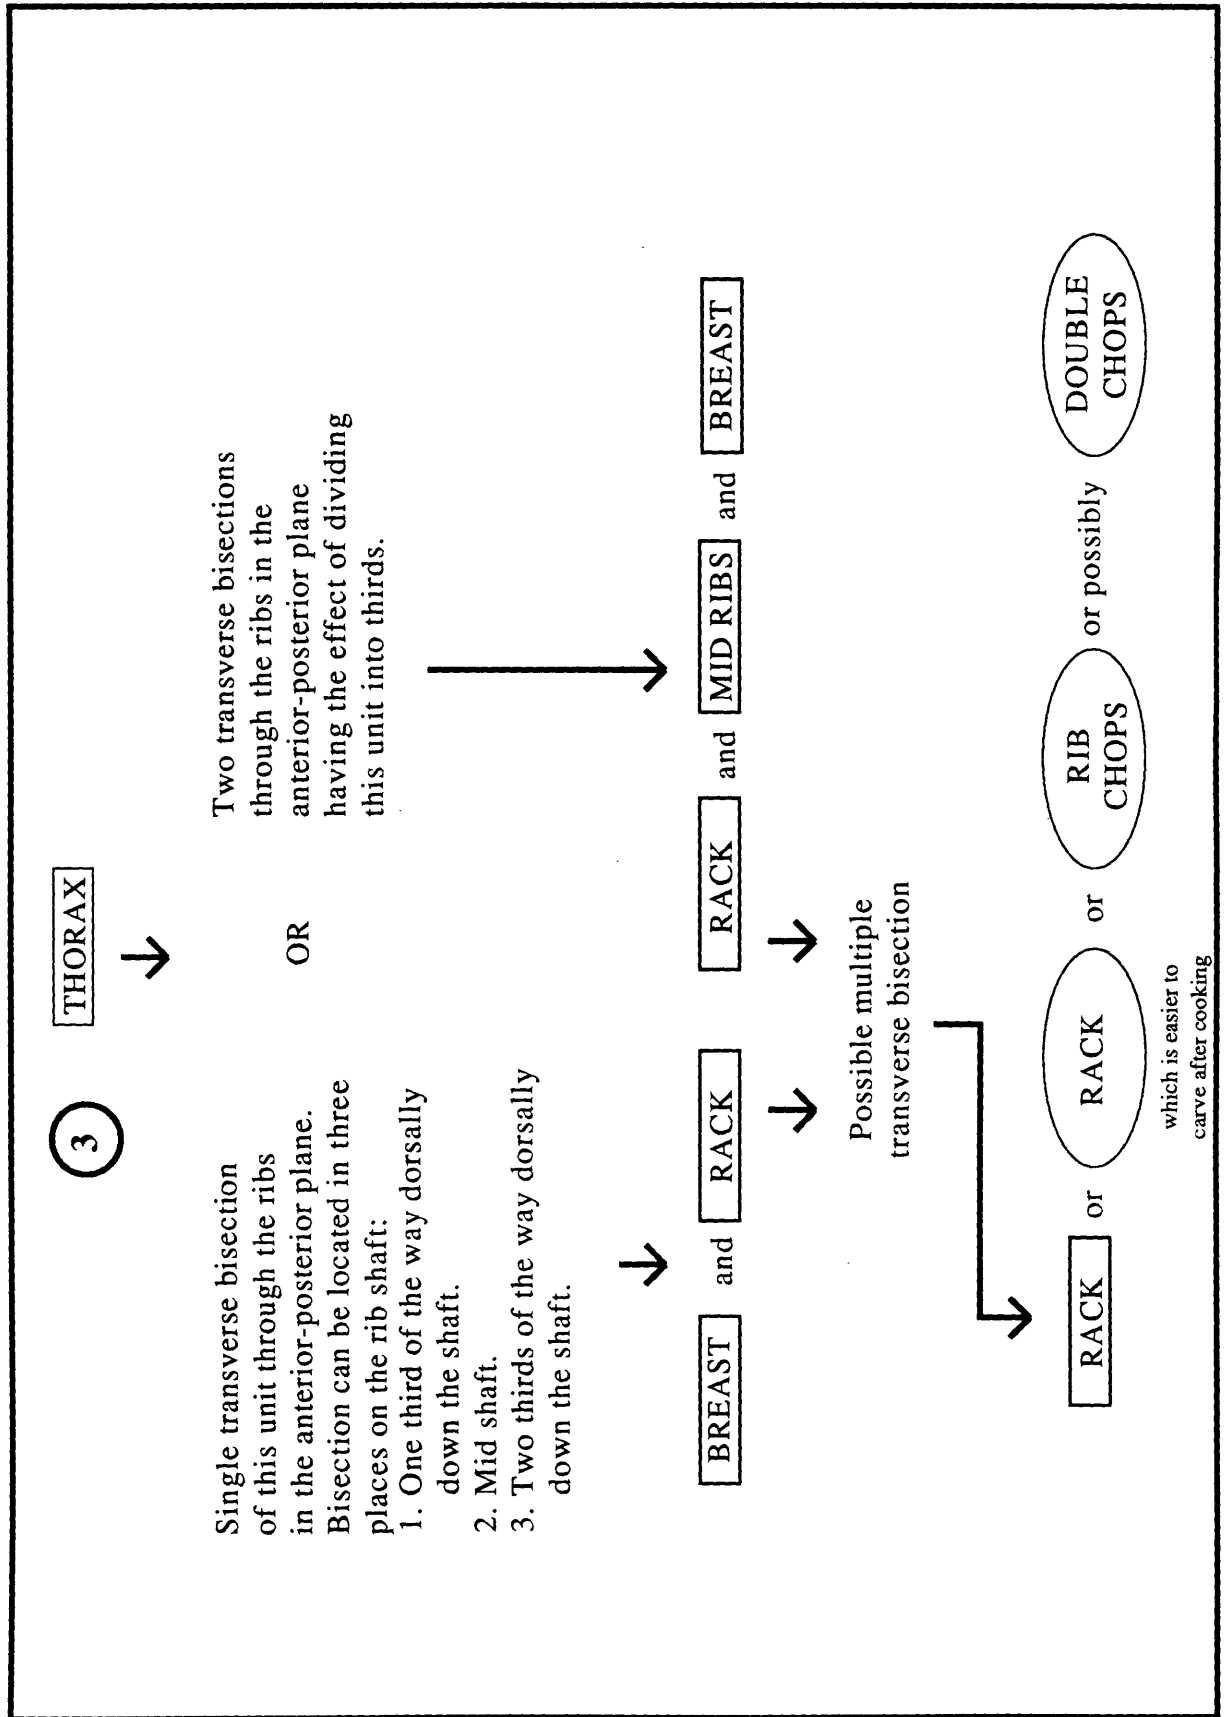 3
THORAX
Single transverse bisection
of this unit through the ribs
in the anterior-posterior plane.
Bisection can be located in three
places on the rib shaft:
1. One third of the way dorsally
down the shaft.
2. Mid shaft.
3. Two thirds of the way dorsally
down the shaft.
OR
Two transverse bisections
through the ribs in the
anterior-posterior plane
having the effect of dividing
this unit into thirds.
BREAST and RACK
RACK and MID RIBS and BREAST
Possible multiple
transverse bisection
RACK or RACK or RIB CHOPS or possibly DOUBLE CHOPS
which is easier to
carve after cooking